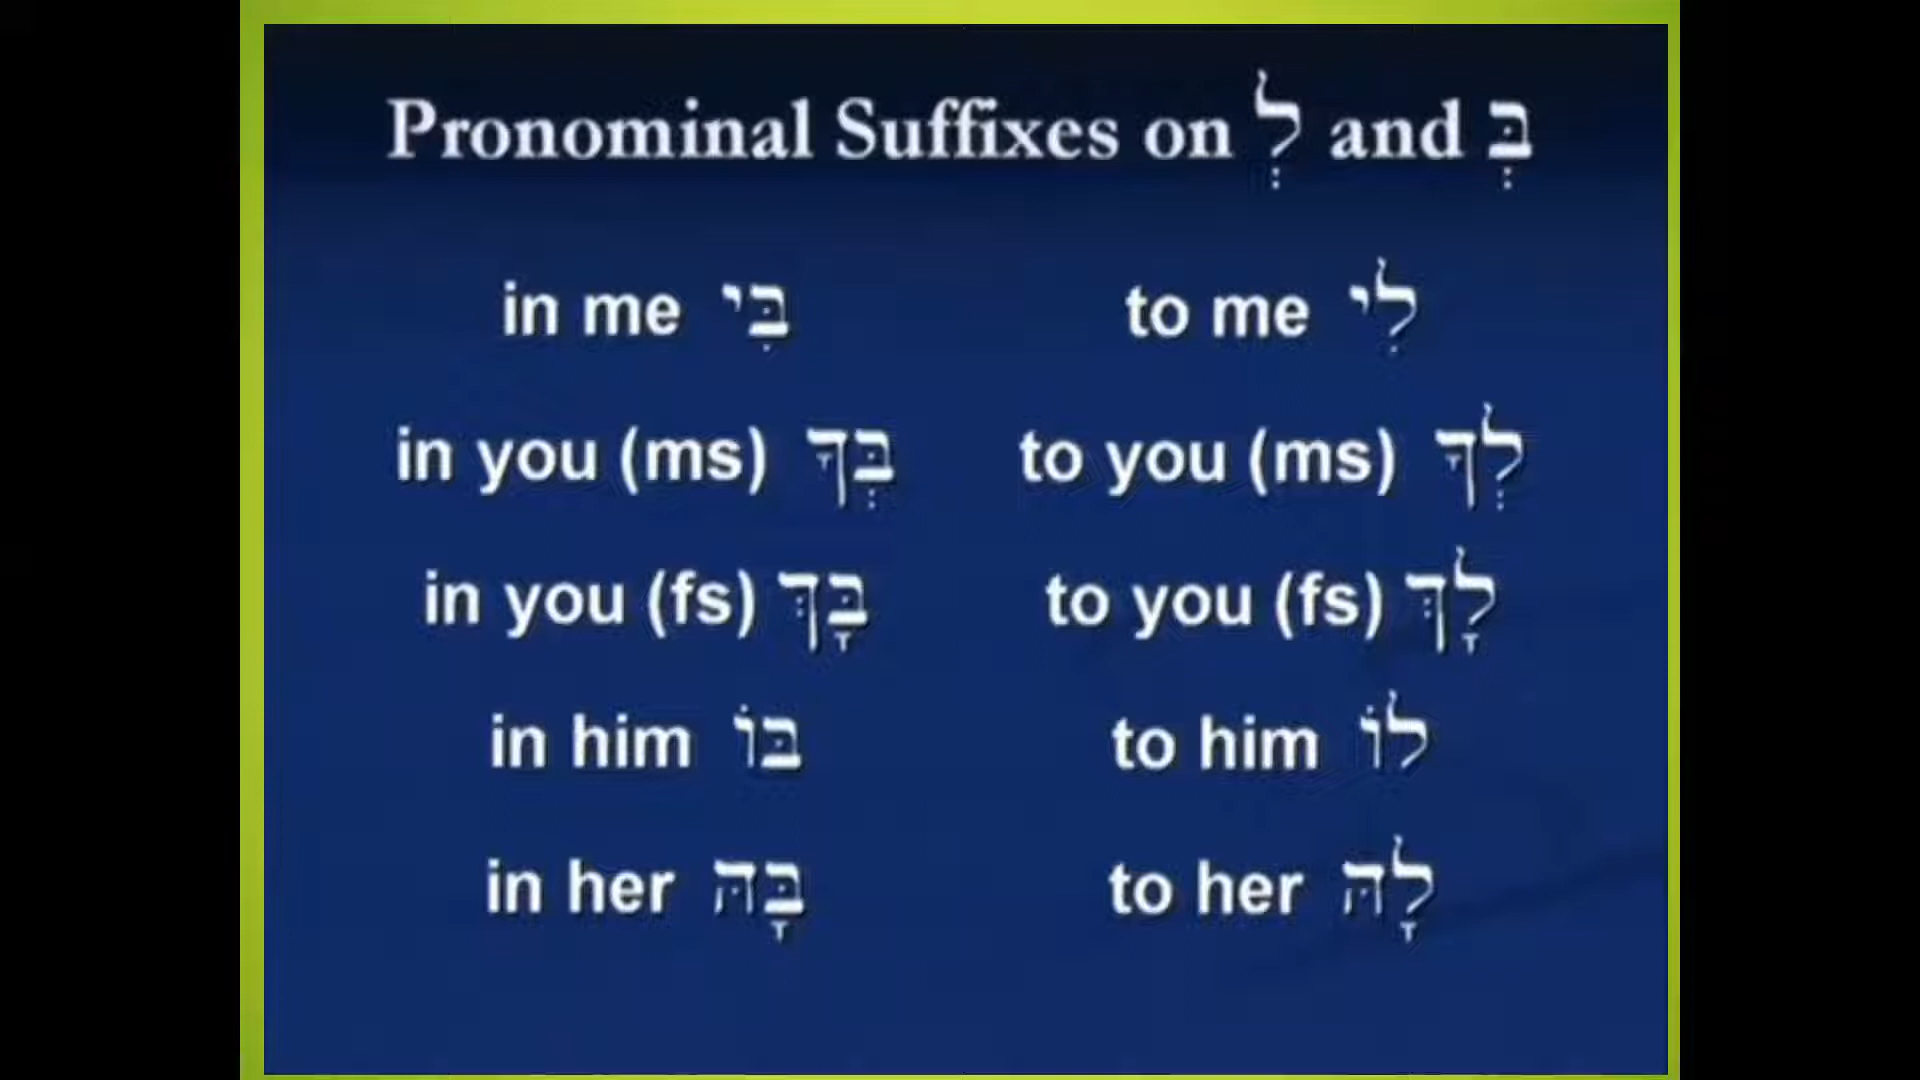 Pronominal Suffixes on לְ and בְּ
in me בִּי to me לִי
in you (ms) בְּךָ to you (ms) לְךָ
in you (fs) בָּךְ to you (fs) לָךְ
in him בּוֹ to him לוֹ
in her בָּהּ to her לָהּ